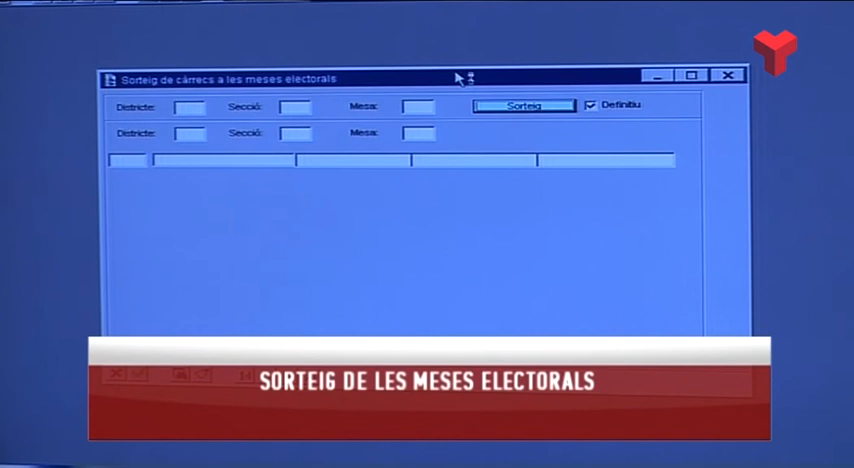 Sorteig de càrrecs a les meses electorals
Districte: Secció: Mesa: Sorteig Definitiu
Districte: Secció: Mesa:
SORTEIG DE LES MESES ELECTORALS